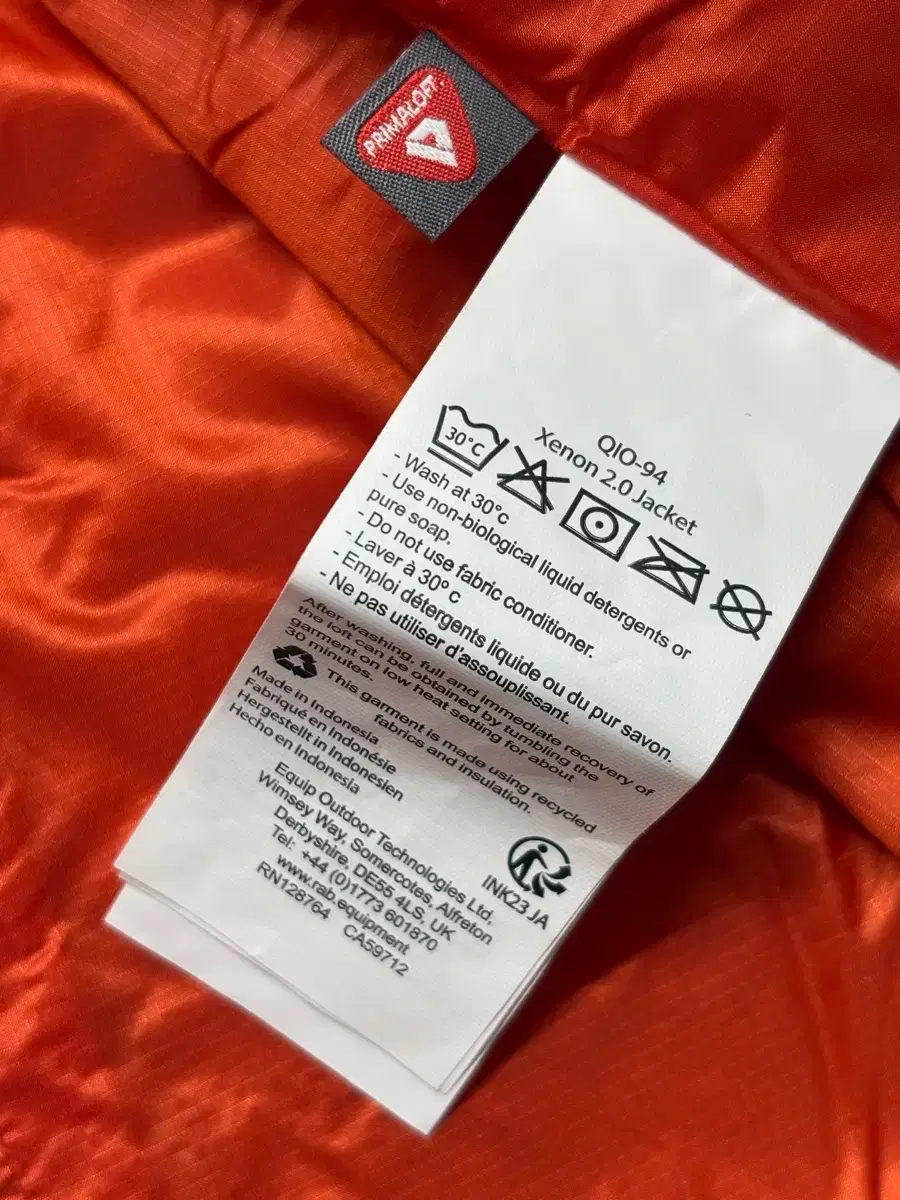 PRIMALOFT
QIO-94
Xenon 2.0 Jacket
30°C
- Wash at 30°c
- Use non-biological liquid detergents or
pure soap.
- Do not use fabric conditioner.
- Laver à 30° c
- Emploi détergents liquide ou du pur savon.
- Ne pas utiliser d'assouplissant.
After washing, full and immediate recovery of
the loft can be obtained by tumbling the
garment on low heat setting for about
30 minutes.
This garment is made using recycled
fabrics and insulation.
Made in Indonesia
Fabriqué en Indonésie
Hergestellt in Indonesien
Hecho en Indonesia
Equip Outdoor Technologies Ltd,
Wimsey Way, Somercotes, Alfreton
Derbyshire, DE55 4LS, UK
Tel: +44 (0)1773 601870
www.rab.equipment
RN128764
CA59712
INK23 JA